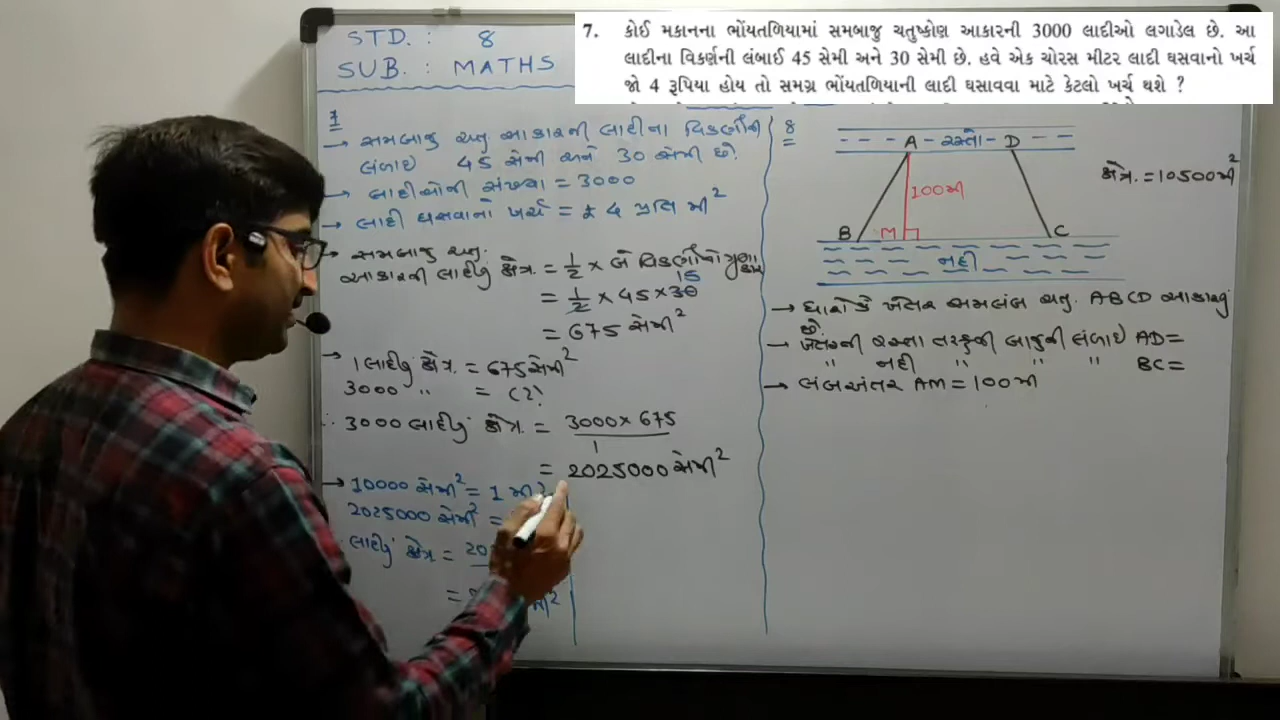 7. કોઈ મકાનના ભોંયતળિયામાં સમબાજુ ચતુષ્કોણ આકારની 3000 લાદીઓ લગાડેલ છે. આ
લાદીના વિકર્ણની લંબાઈ 45 સેમી અને 30 સેમી છે. હવે એક ચોરસ મીટર લાદી ઘસવાનો ખર્ચ
જો 4 રૂપિયા હોય તો સમગ્ર ભોંયતળિયાની લાદી ઘસાવવા માટે કેટલો ખર્ચ થશે ?
STD. : 8
SUB. : MATHS
7
→ સમબાજુ ચતુ. આકારની લાદીના વિકર્ણોની
લંબાઇ 45 સેમી અને 30 સેમી છે.
→ લાદીઓની સંખ્યા = 3000
→ લાદી ઘસવાનો ખર્ચ = ₹ 4 પ્રતિ મી²
→ સમબાજુ ચતુ.
આકારની લાદીનું ક્ષેત્ર. = 1/2 × બે વિકર્ણોનો ગુણાકાર
= 1/2 × 45 × 30 15
= 675 સેમી²
→ 1 લાદીનું ક્ષેત્ર. = 675 સેમી²
3000 " = (?)
∴ 3000 લાદીનું ક્ષેત્ર. = 3000 × 675 / 1
= 2025000 સેમી²
→ 10000 સેમી² = 1 મી²
2025000 સેમી² =
લાદીનું ક્ષેત્ર. = 20
=
8
A - રસ્તો - D
ક્ષેત્ર. = 10500 મી²
100 મી
B M C
નદી
→ ધારોકે ખેતર સમલંબ ચતુ. ABCD આકારનું
છે.
→ ખેતરની રસ્તા તરફની બાજુની લંબાઇ AD =
" નદી " " " BC =
→ લંબઅંતર AM = 100 મી